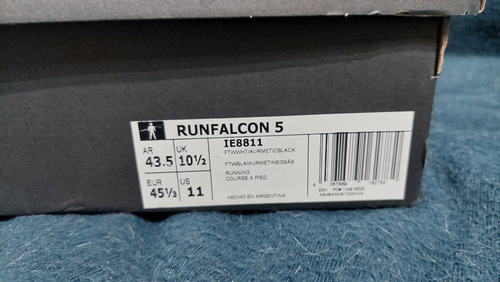 RUNFALCON 5
AR 43.5 UK 10½
EUR 45⅓ US 11
IE8811
FTWWHT/AURMET/CBLACK
FTWBLA/AURMET/NEGBÁS
RUNNING
COURSE A PIED
HECHO EN ARGENTINA